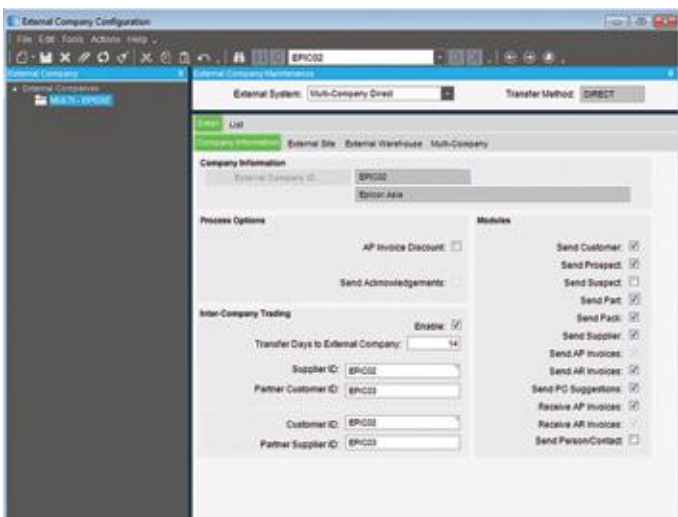 External Company Configuration
File Edit Tools Actions Help
EPIC02
External Company
External Companies
MULTI - EPIC02
External Company Maintenance
External System: Multi-Company Direct
Transfer Method: DIRECT
Detail List
Company Information External Site External Warehouse Multi-Company
Company Information
External Company ID: EPIC02
Epicor Asia
Process Options
AP Invoice Discount:
Send Acknowledgements:
Inter-Company Trading
Enable:
Transfer Days to External Company: 14
Supplier ID: EPIC02
Partner Customer ID: EPIC03
Customer ID: EPIC02
Partner Supplier ID: EPIC03
Modules
Send Customer:
Send Prospect:
Send Suspect:
Send Part:
Send Pack:
Send Supplier:
Send AP Invoices:
Send AR Invoices:
Send PO Suggestions:
Receive AP Invoices:
Receive AR Invoices:
Send Person/Contact: